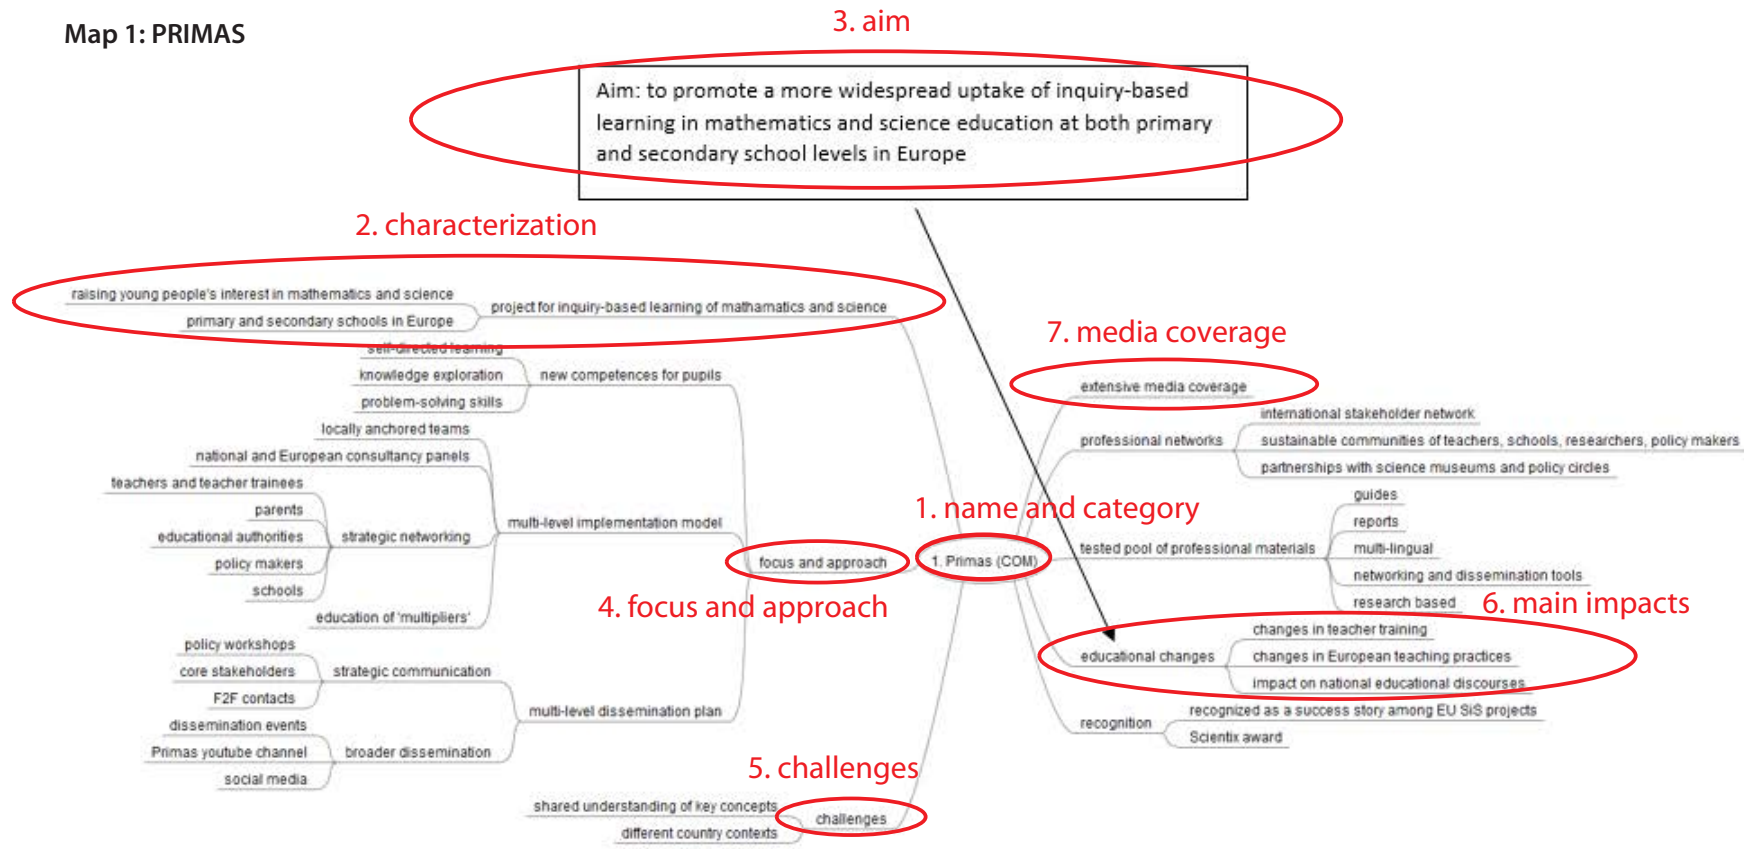 Map 1: PRIMAS
3. aim
Aim: to promote a more widespread uptake of inquiry-based
learning in mathematics and science education at both primary
and secondary school levels in Europe
2. characterization
raising young people's interest in mathematics and science
primary and secondary schools in Europe
project for inquiry-based learning of mathamatics and science
self-directed learning
knowledge exploration
problem-solving skills
new competences for pupils
locally anchored teams
national and European consultancy panels
teachers and teacher trainees
parents
educational authorities
policy makers
schools
strategic networking
education of 'multipliers'
multi-level implementation model
policy workshops
core stakeholders
F2F contacts
strategic communication
dissemination events
Primas youtube channel
social media
broader dissemination
multi-level dissemination plan
focus and approach
4. focus and approach
5. challenges
shared understanding of key concepts
different country contexts
challenges
1. name and category
1. Primas (COM)
7. media coverage
extensive media coverage
professional networks
international stakeholder network
sustainable communities of teachers, schools, researchers, policy makers
partnerships with science museums and policy circles
tested pool of professional materials
guides
reports
multi-lingual
networking and dissemination tools
research based
6. main impacts
educational changes
changes in teacher training
changes in European teaching practices
impact on national educational discourses
recognition
recognized as a success story among EU SiS projects
Scientix award